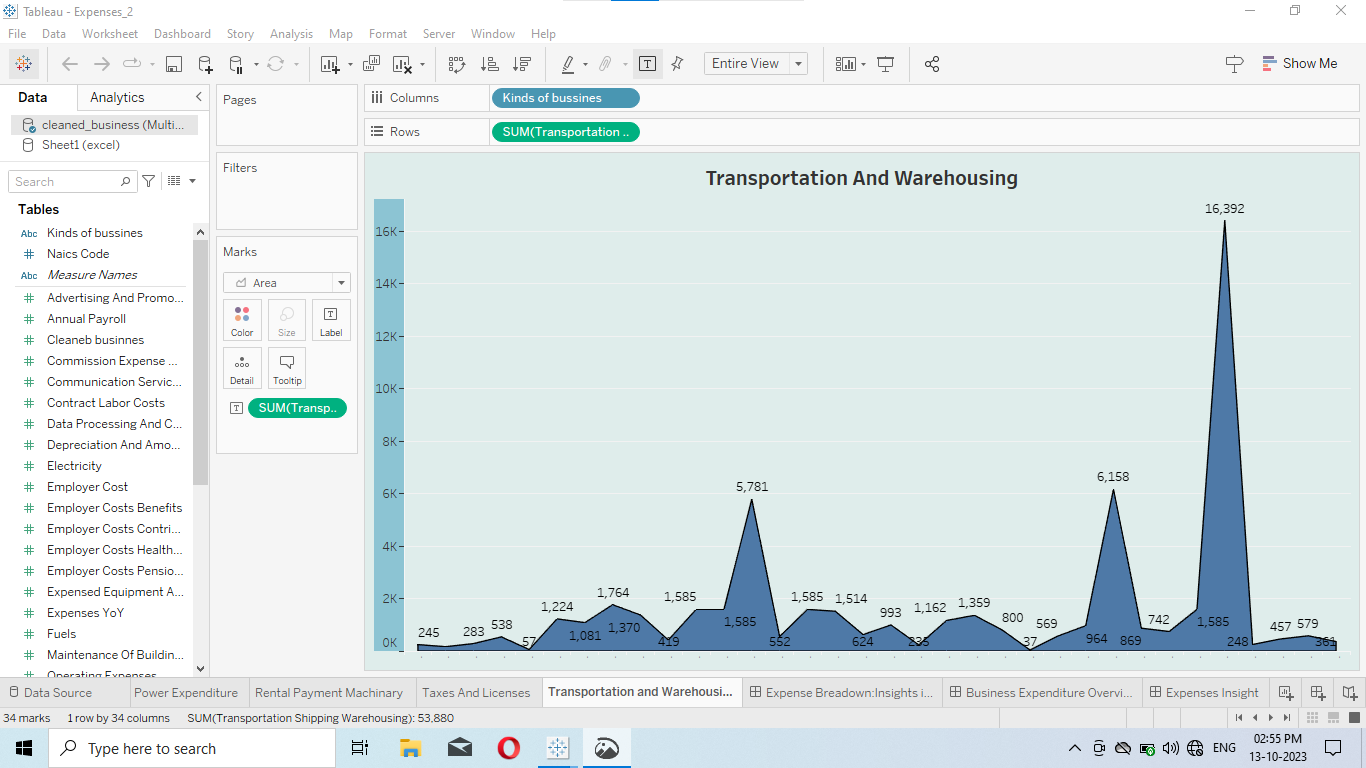 Tableau - Expenses_2
File Data Worksheet Dashboard Story Analysis Map Format Server Window Help
Entire View
Show Me
Data Analytics
cleaned_business (Multi...
Sheet1 (excel)
Search
Tables
Abc Kinds of bussines
# Naics Code
Abc Measure Names
# Advertising And Promo...
# Annual Payroll
# Cleaneb businnes
# Commission Expense ...
# Communication Servic...
# Contract Labor Costs
# Data Processing And C...
# Depreciation And Amo...
# Electricity
# Employer Cost
# Employer Costs Benefits
# Employer Costs Contri...
# Employer Costs Health...
# Employer Costs Pensio...
# Expensed Equipment A...
# Expenses YoY
# Fuels
# Maintenance Of Buildin...
# Operating Expenses
Pages
Filters
Marks
Area
Color Size Label
Detail Tooltip
SUM(Transp..
Columns Kinds of bussines
Rows SUM(Transportation ..
Transportation And Warehousing
16K
14K
12K
10K
8K
6K
4K
2K
0K
16,392
6,158
5,781
1,764
1,585
1,585
1,514
1,224
1,359
1,162
993
800
742
1,585
1,585
1,370
1,081
245
283
538
57
419
552
624
235
37
569
964
869
248
457
579
361
Data Source Power Expenditure Rental Payment Machinary Taxes And Licenses Transportation and Warehousi... Expense Breadown:Insights i... Business Expenditure Overvi... Expenses Insight
34 marks 1 row by 34 columns SUM(Transportation Shipping Warehousing): 53,880
Type here to search
ENG
02:55 PM
13-10-2023